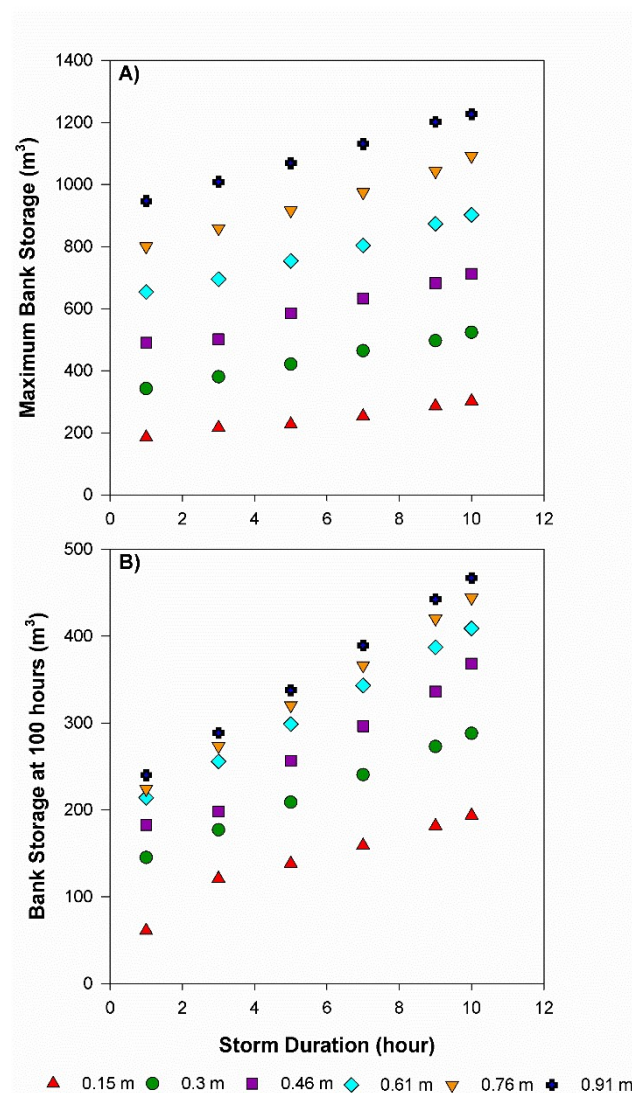 A)
Maximum Bank Storage (m³)
1400
1200
1000
800
600
400
200
0
0 2 4 6 8 10 12
B)
Bank Storage at 100 hours (m³)
500
400
300
200
100
0
0 2 4 6 8 10 12
Storm Duration (hour)
0.15 m 0.3 m 0.46 m 0.61 m 0.76 m 0.91 m